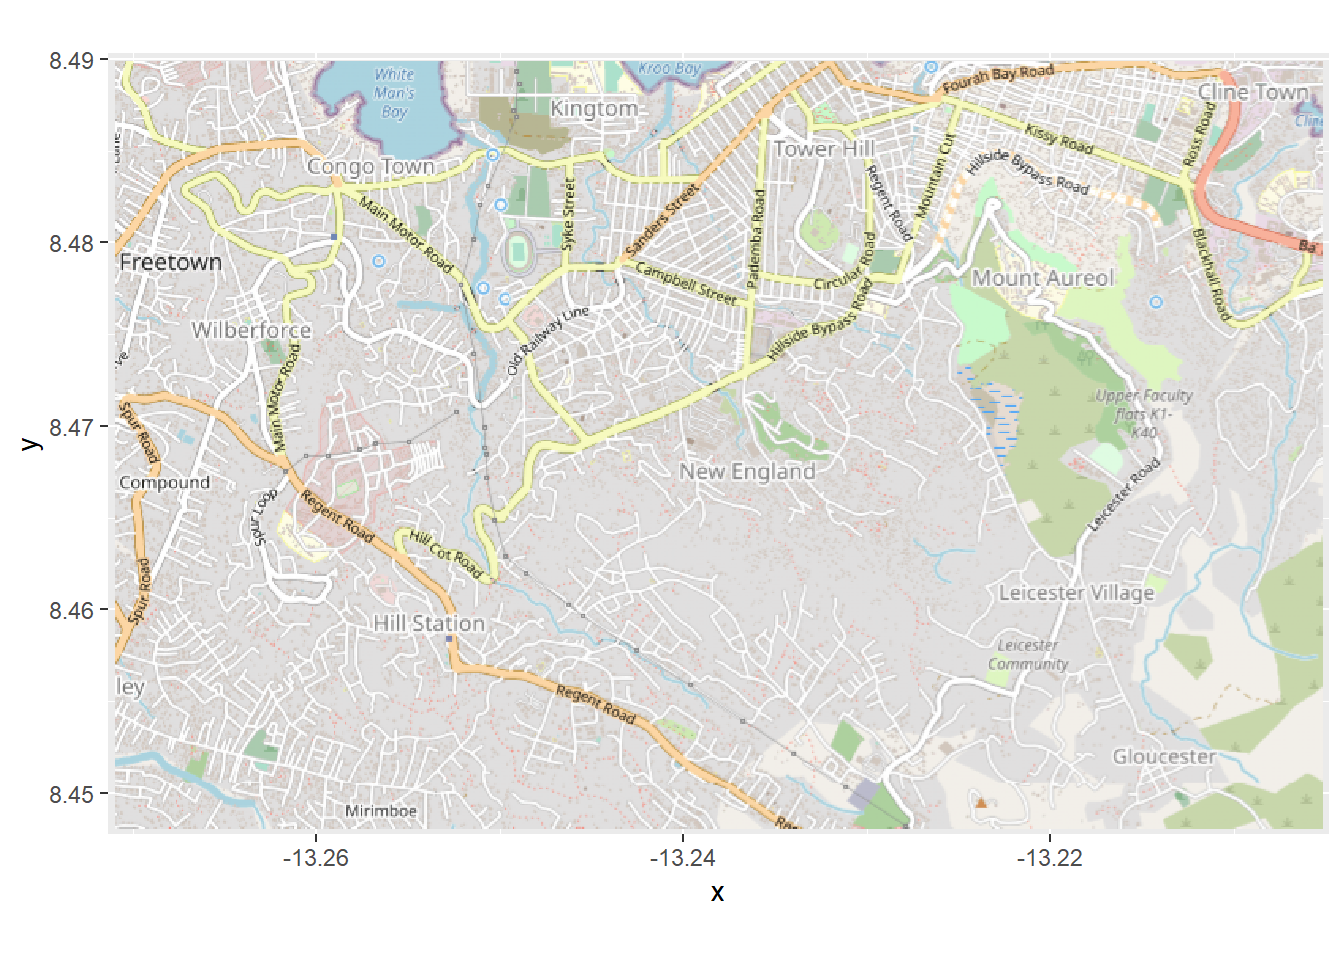 8.49
8.48
8.47
8.46
8.45
y
White
Man's
Bay
Kroo Bay
Fourah Bay Road
Cline Town
Kingtom
Kissy Road
Ross Road
Tower Hill
Mountain Cut
Hillside Bypass Road
Congo Town
Regent Road
Main Motor Road
Syke Street
Sanders Street
Pademba Road
Circular Road
Blackhall Road
Ba
Freetown
Campbell Street
Mount Aureol
Wilberforce
Old Railway Line
Hillside Bypass Road
Main Motor Road
Upper Faculty
flats K1-
K40
Spur Road
New England
Compound
Spur Loop
Regent Road
Leicester Road
Hill Cot Road
Spur Road
Leicester Village
Hill Station
Leicester
Community
ley
Regent Road
Gloucester
Mirimboe
-13.26
-13.24
-13.22
x